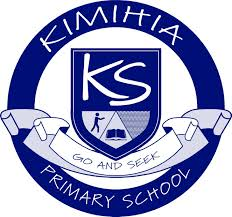 KIMIHIA
KS
GO AND SEEK
PRIMARY SCHOOL